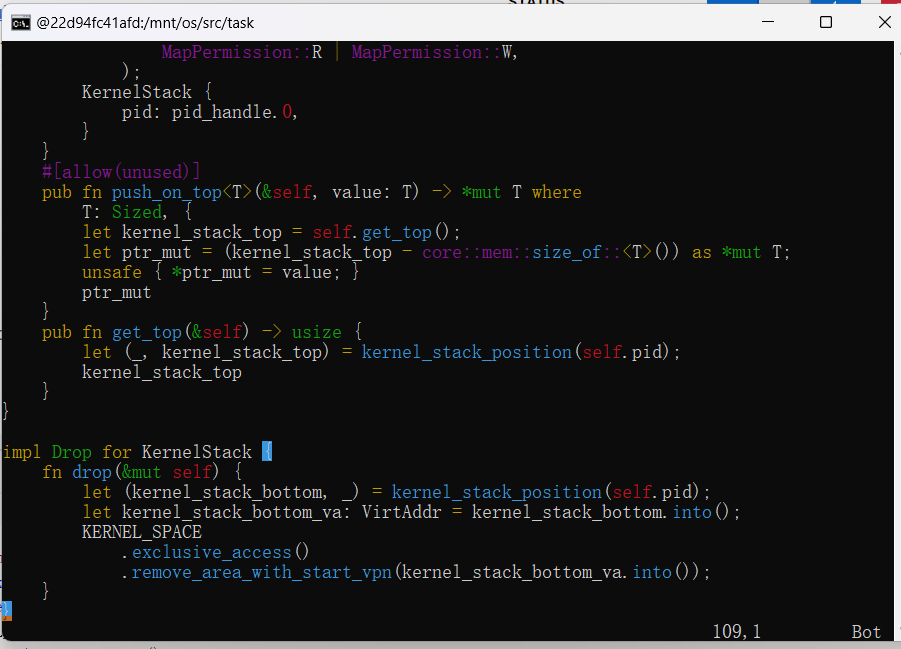 @22d94fc41afd:/mnt/os/src/task
                MapPermission::R | MapPermission::W,
            );
        KernelStack {
            pid: pid_handle.0,
        }
    }
    #[allow(unused)]
    pub fn push_on_top<T>(&self, value: T) -> *mut T where
        T: Sized, {
        let kernel_stack_top = self.get_top();
        let ptr_mut = (kernel_stack_top - core::mem::size_of::<T>()) as *mut T;
        unsafe { *ptr_mut = value; }
        ptr_mut
    }
    pub fn get_top(&self) -> usize {
        let (_, kernel_stack_top) = kernel_stack_position(self.pid);
        kernel_stack_top
    }
}
impl Drop for KernelStack {
    fn drop(&mut self) {
        let (kernel_stack_bottom, _) = kernel_stack_position(self.pid);
        let kernel_stack_bottom_va: VirtAddr = kernel_stack_bottom.into();
        KERNEL_SPACE
            .exclusive_access()
            .remove_area_with_start_vpn(kernel_stack_bottom_va.into());
    }
}
109,1 Bot